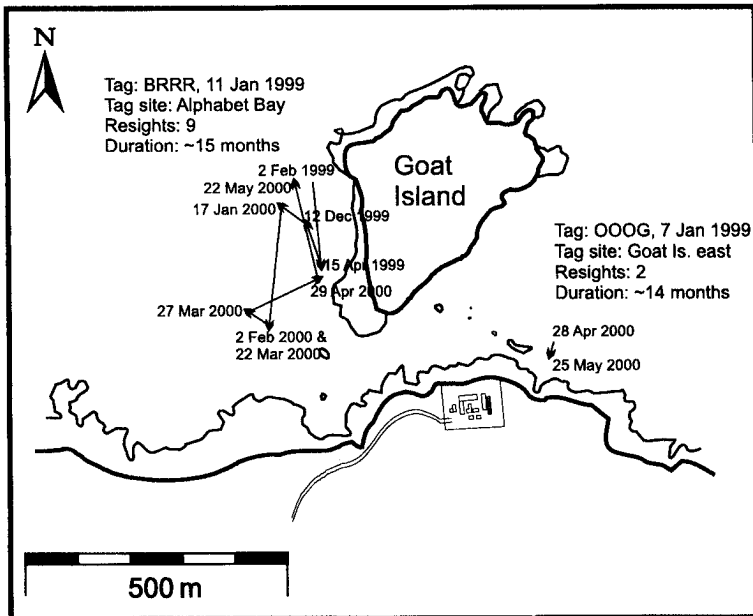 N
Tag: BRRR, 11 Jan 1999
Tag site: Alphabet Bay
Resights: 9
Duration: ~15 months
2 Feb 1999
22 May 2000
17 Jan 2000
12 Dec 1999
15 Apr 1999
29 Apr 2000
27 Mar 2000
2 Feb 2000 &
22 Mar 2000
Goat
Island
Tag: OOOG, 7 Jan 1999
Tag site: Goat Is. east
Resights: 2
Duration: ~14 months
28 Apr 2000
25 May 2000
500 m